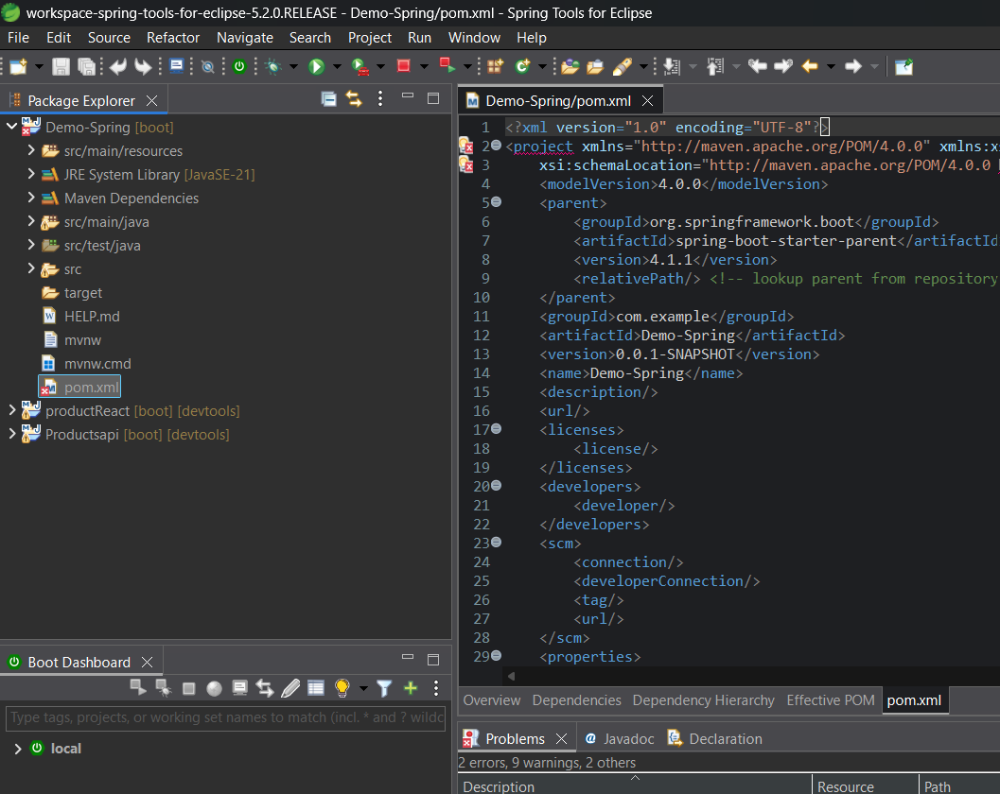 workspace-spring-tools-for-eclipse-5.2.0.RELEASE - Demo-Spring/pom.xml - Spring Tools for Eclipse
File Edit Source Refactor Navigate Search Project Run Window Help
Package Explorer
Demo-Spring [boot]
src/main/resources
JRE System Library [JavaSE-21]
Maven Dependencies
src/main/java
src/test/java
src
target
HELP.md
mvnw
mvnw.cmd
pom.xml
productReact [boot] [devtools]
Productsapi [boot] [devtools]
Boot Dashboard
Type tags, projects, or working set names to match (incl. * and ? wildc
local
Demo-Spring/pom.xml
1 <?xml version="1.0" encoding="UTF-8"?>
2 <project xmlns="http://maven.apache.org/POM/4.0.0" xmlns:xs
3 xsi:schemaLocation="http://maven.apache.org/POM/4.0.0
4 <modelVersion>4.0.0</modelVersion>
5 <parent>
6 <groupId>org.springframework.boot</groupId>
7 <artifactId>spring-boot-starter-parent</artifactId
8 <version>4.1.1</version>
9 <relativePath/> <!-- lookup parent from repository
10 </parent>
11 <groupId>com.example</groupId>
12 <artifactId>Demo-Spring</artifactId>
13 <version>0.0.1-SNAPSHOT</version>
14 <name>Demo-Spring</name>
15 <description/>
16 <url/>
17 <licenses>
18 <license/>
19 </licenses>
20 <developers>
21 <developer/>
22 </developers>
23 <scm>
24 <connection/>
25 <developerConnection/>
26 <tag/>
27 <url/>
28 </scm>
29 <properties>
Overview Dependencies Dependency Hierarchy Effective POM pom.xml
Problems @ Javadoc Declaration
2 errors, 9 warnings, 2 others
Description Resource Path